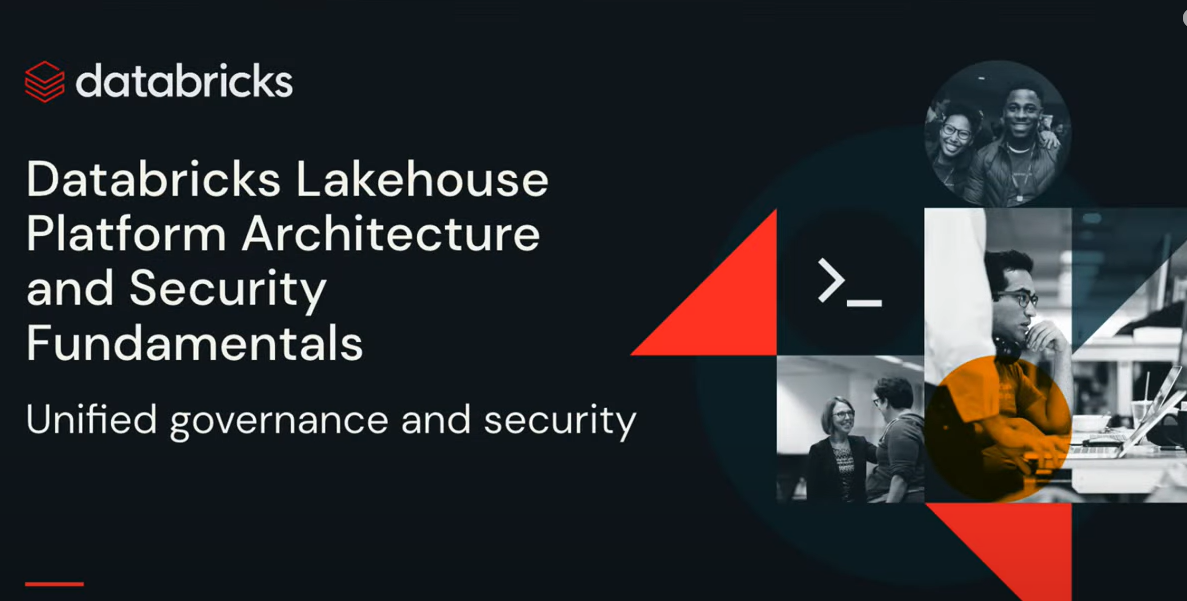 databricks
Databricks Lakehouse
Platform Architecture
and Security
Fundamentals
Unified governance and security
>_